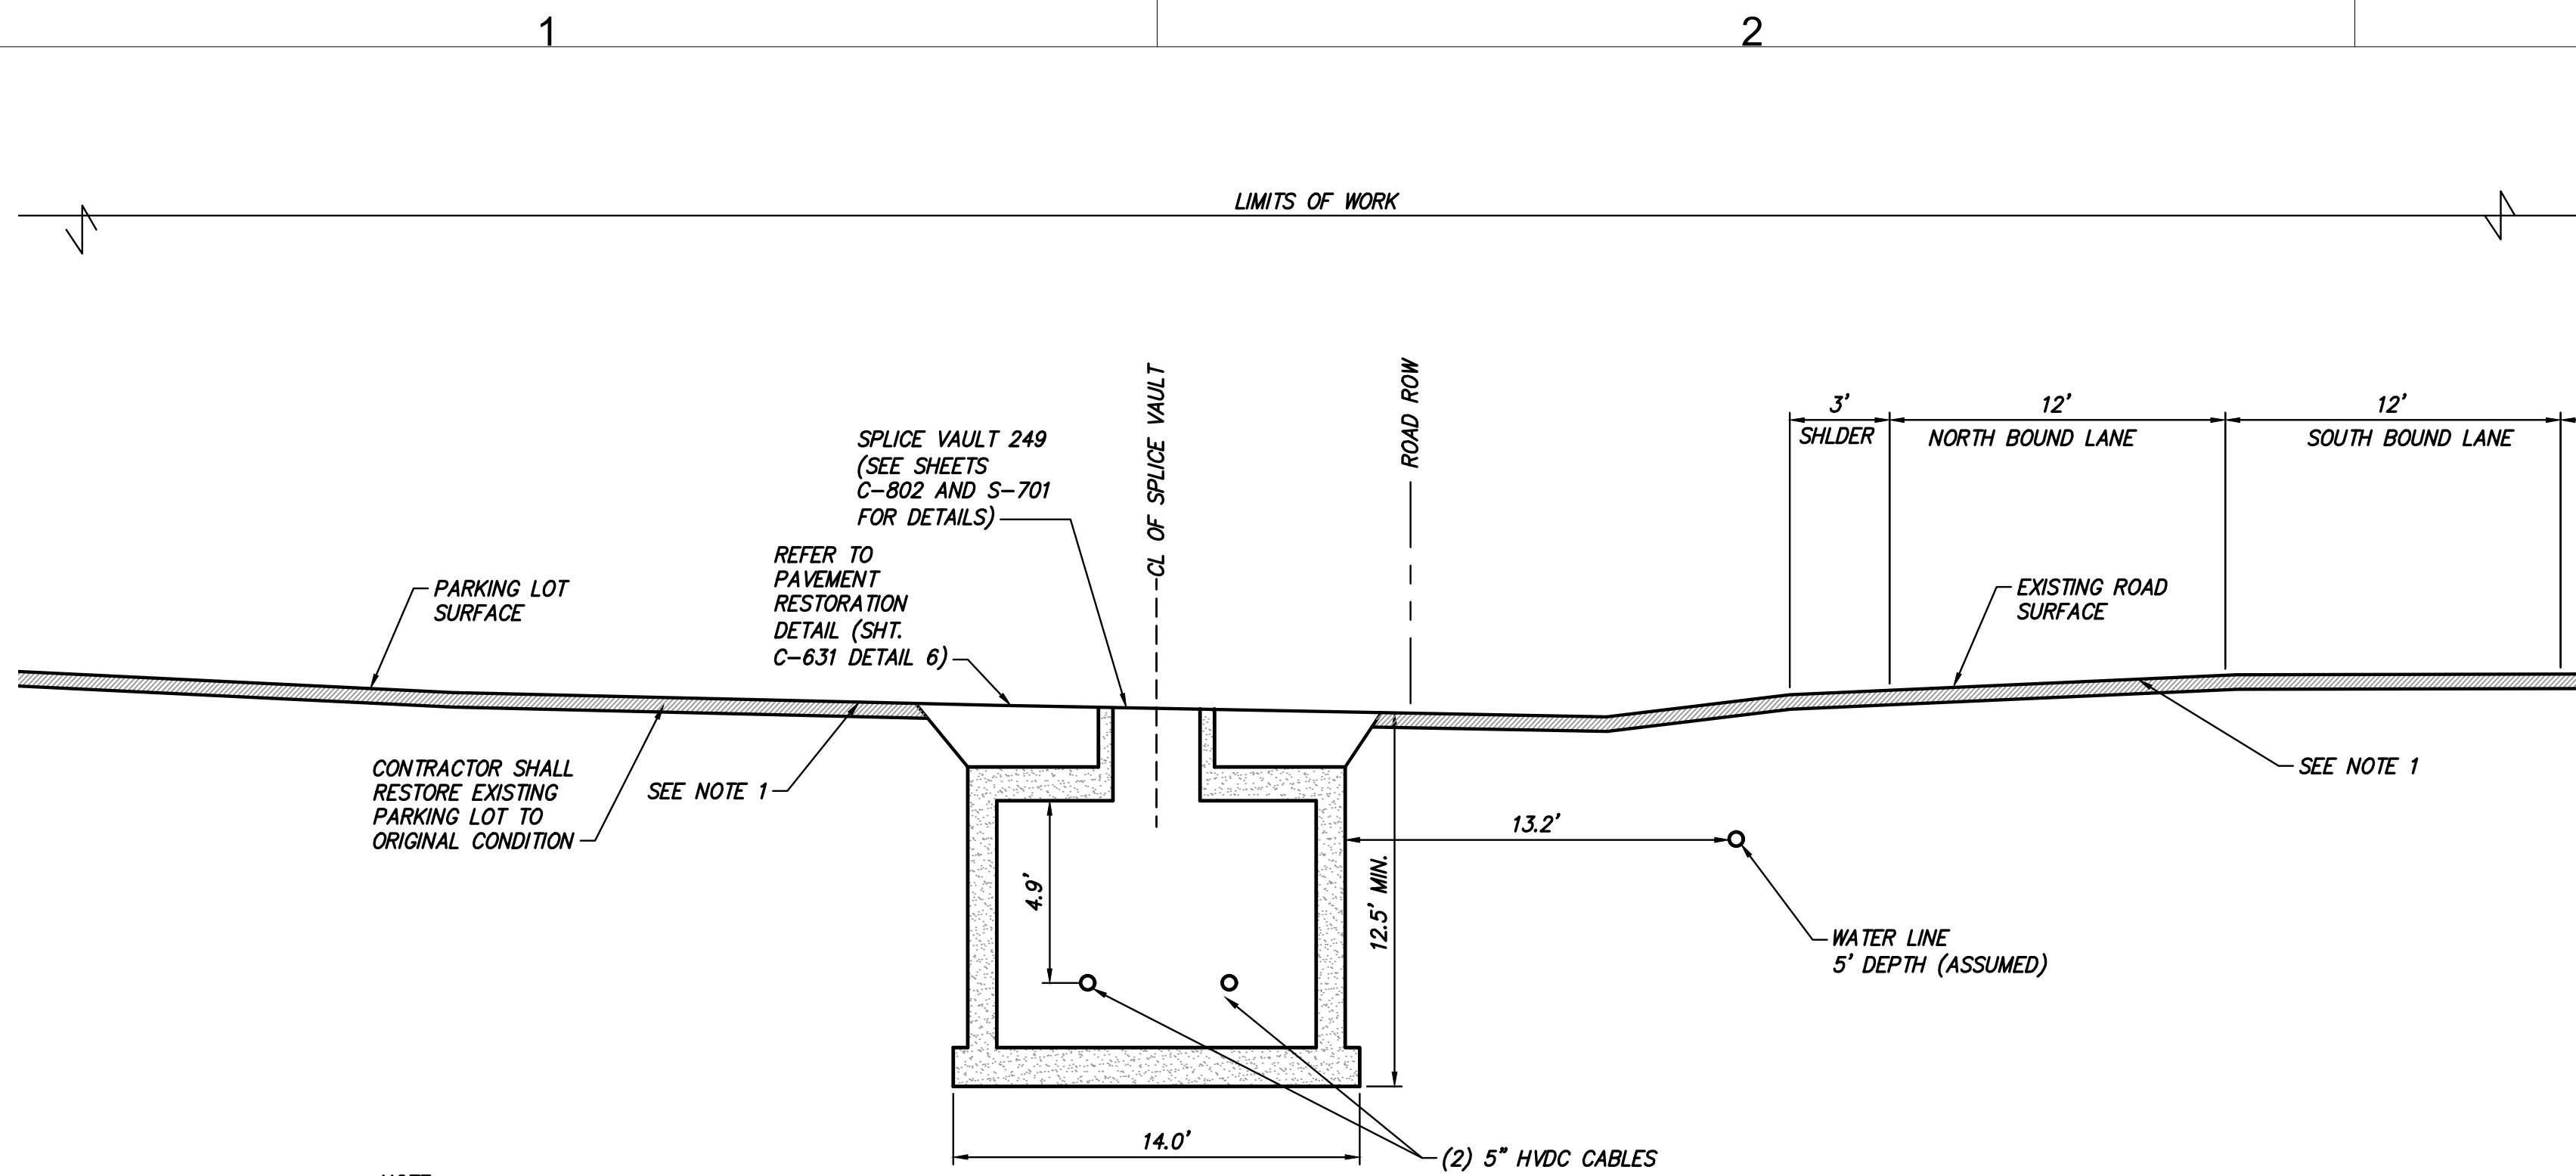 1
2
LIMITS OF WORK
CL OF SPLICE VAULT
ROAD ROW
3'
SHLDER
12'
NORTH BOUND LANE
12'
SOUTH BOUND LANE
SPLICE VAULT 249
(SEE SHEETS
C-802 AND S-701
FOR DETAILS)
REFER TO
PAVEMENT
RESTORATION
DETAIL (SHT.
C-631 DETAIL 6)
PARKING LOT
SURFACE
EXISTING ROAD
SURFACE
CONTRACTOR SHALL
RESTORE EXISTING
PARKING LOT TO
ORIGINAL CONDITION
SEE NOTE 1
SEE NOTE 1
13.2'
4.9'
12.5' MIN.
WATER LINE
5' DEPTH (ASSUMED)
14.0'
(2) 5" HVDC CABLES